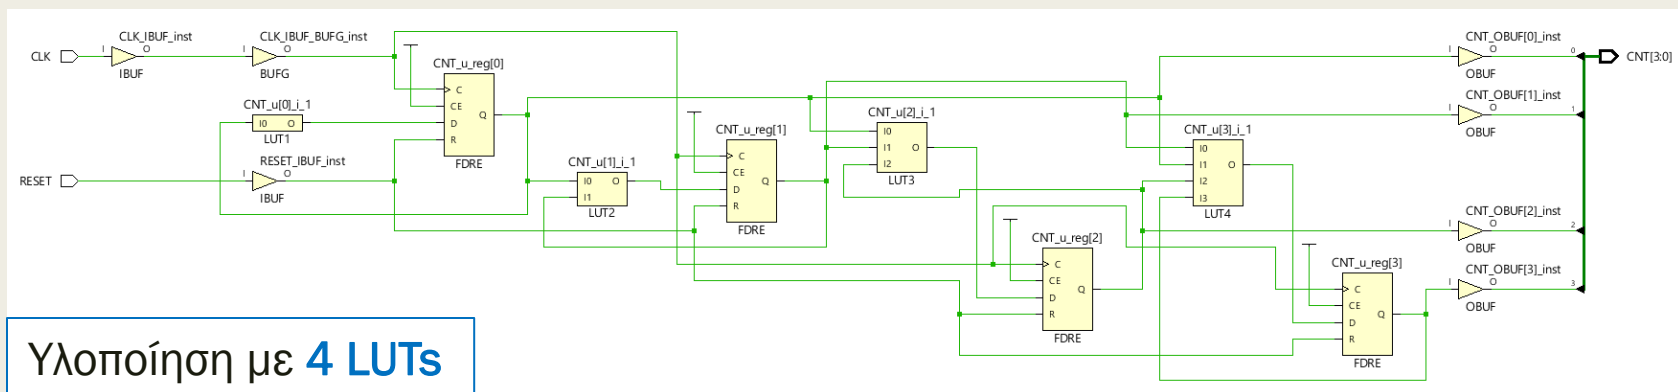 CLK
I
O
CLK_IBUF_inst
IBUF
I
O
CLK_IBUF_BUFG_inst
BUFG
CNT_u[0]_i_1
I0 O
LUT1
RESET
I
O
RESET_IBUF_inst
IBUF
CNT_u_reg[0]
C
CE
D
R
Q
FDRE
CNT_u[1]_i_1
I0
I1
O
LUT2
CNT_u_reg[1]
C
CE
D
R
Q
FDRE
CNT_u[2]_i_1
I0
I1
I2
O
LUT3
CNT_u_reg[2]
C
CE
D
R
Q
FDRE
CNT_u[3]_i_1
I0
I1
I2
I3
O
LUT4
CNT_u_reg[3]
C
CE
D
R
Q
FDRE
CNT_OBUF[0]_inst
I
O
0
OBUF
CNT[3:0]
CNT_OBUF[1]_inst
I
O
1
OBUF
CNT_OBUF[2]_inst
I
O
2
OBUF
CNT_OBUF[3]_inst
I
O
3
OBUF
Υλοποίηση με 4 LUTs